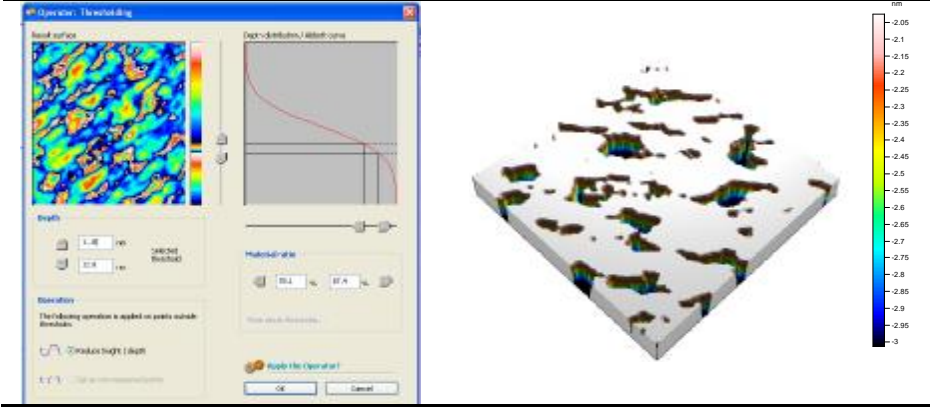 Operator: Thresholding
Result surface
Depth distribution / Abbott curve
Depth
nm
Selected
threshold
nm
Material ratio
%
%
Operation
The following operation is applied on points outside
thresholds.
Reduce height / depth
Apply the Operator!
OK
Cancel
nm
-2.05
-2.1
-2.15
-2.2
-2.25
-2.3
-2.35
-2.4
-2.45
-2.5
-2.55
-2.6
-2.65
-2.7
-2.75
-2.8
-2.85
-2.9
-2.95
-3